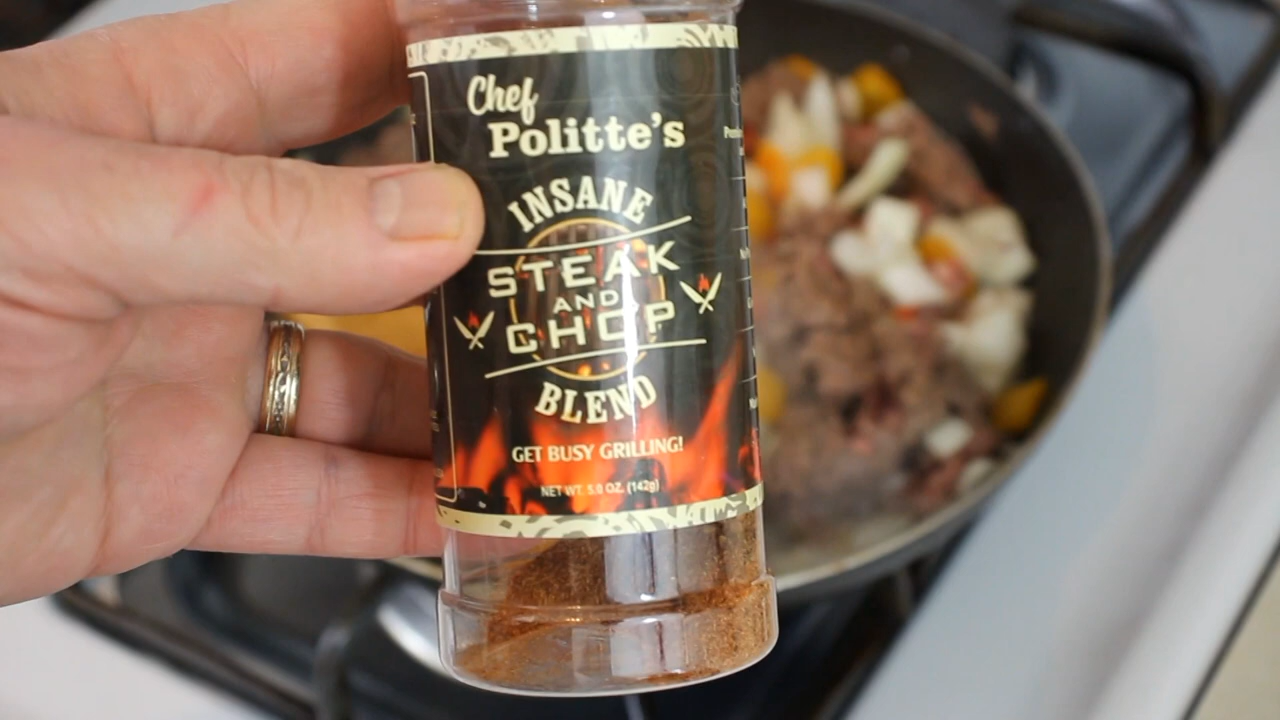 Chef
Politte's
INSANE
STEAK
AND
CHOP
BLEND
GET BUSY GRILLING!
NET WT. 5.0 OZ. (142g)